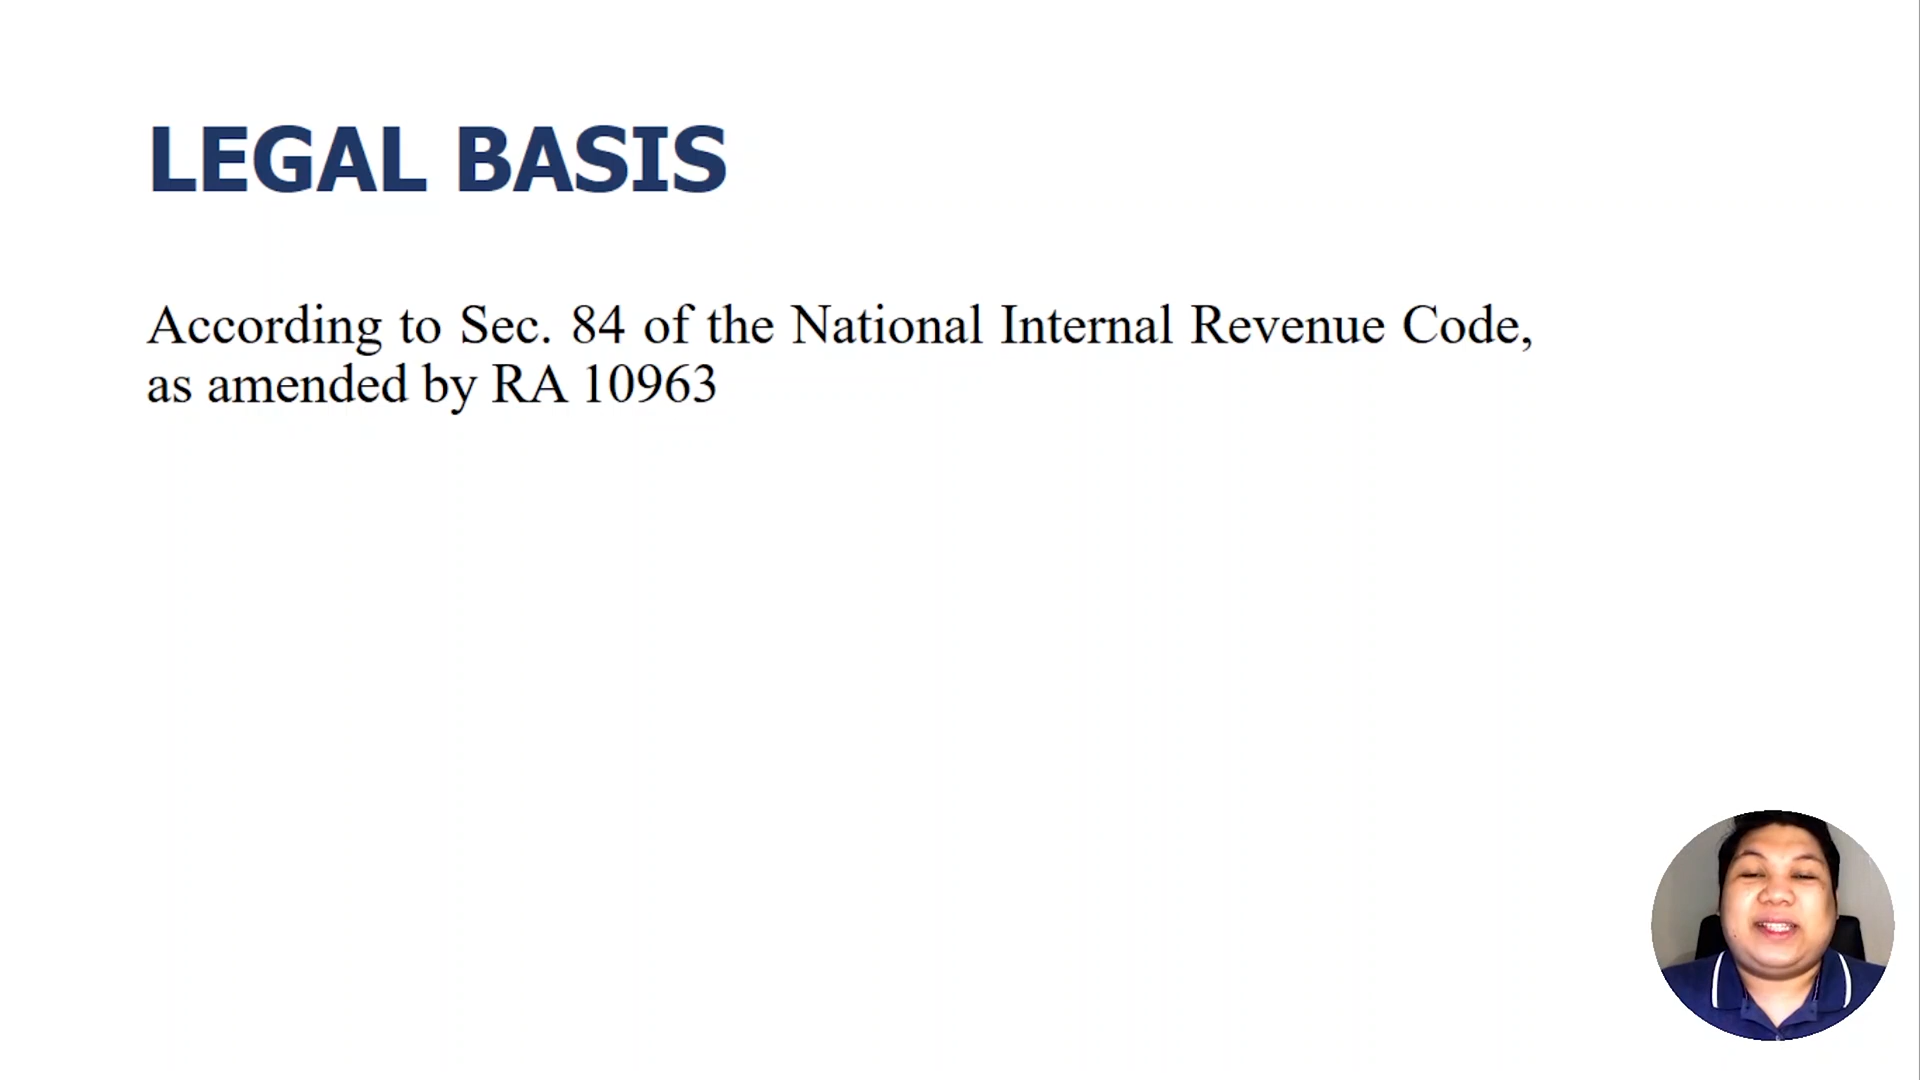 LEGAL BASIS
According to Sec. 84 of the National Internal Revenue Code,
as amended by RA 10963